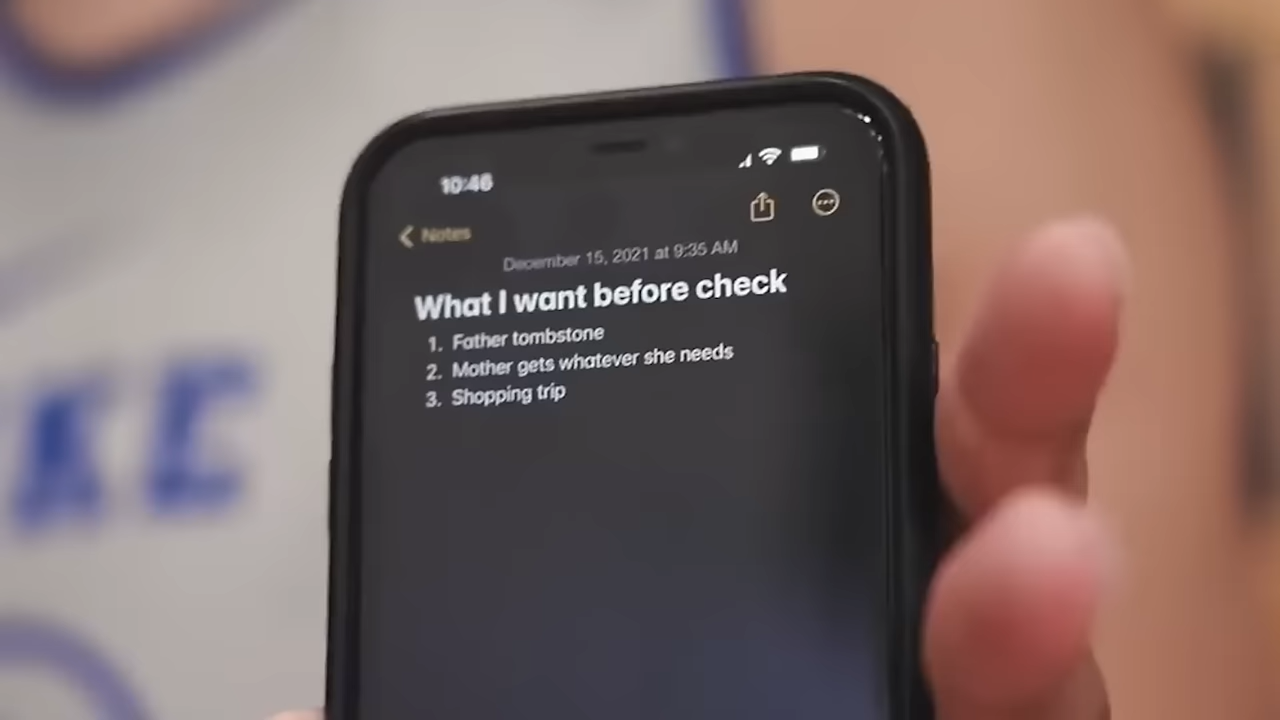 10:46
Notes
December 15, 2021 at 9:35 AM
What I want before check
1. Father tombstone
2. Mother gets whatever she needs
3. Shopping trip
KE